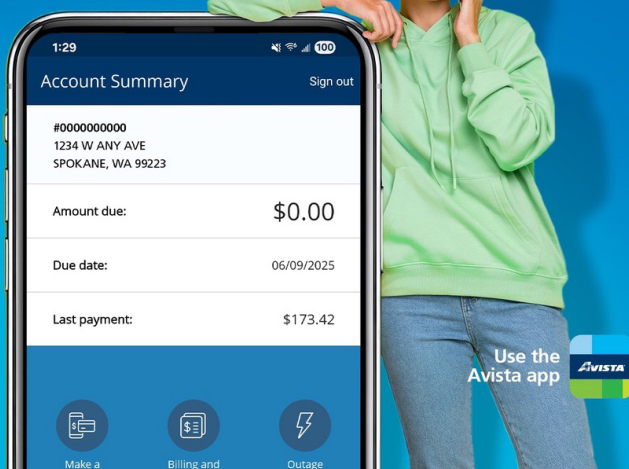 1:29
100
Account Summary
Sign out
#0000000000
1234 W ANY AVE
SPOKANE, WA 99223
Amount due:
$0.00
Due date:
06/09/2025
Last payment:
$173.42
Use the
Avista app
AVISTA
Make a
Billing and
Outage